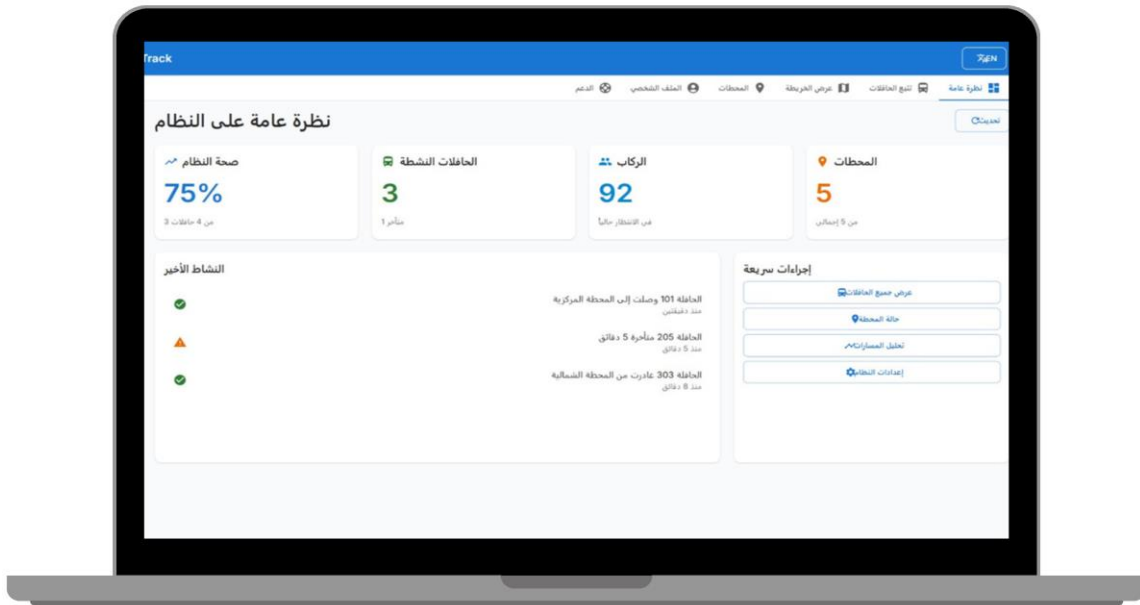 Track
EN
نظرة عامة
تتبع الحافلات
عرض الخريطة
المحطات
الملف الشخصي
الدعم
نظرة عامة على النظام
تحديث
المحطات
5
من 5 إجمالي
الركاب
92
في الانتظار حالياً
الحافلات النشطة
3
متأخر 1
صحة النظام
75%
من 4 حافلات 3
إجراءات سريعة
عرض جميع الحافلات
حالة المحطة
تحليل المسارات
إعدادات النظام
النشاط الأخير
الحافلة 101 وصلت إلى المحطة المركزية
منذ دقيقتين
الحافلة 205 متأخرة 5 دقائق
منذ 5 دقائق
الحافلة 303 غادرت من المحطة الشمالية
منذ 8 دقائق